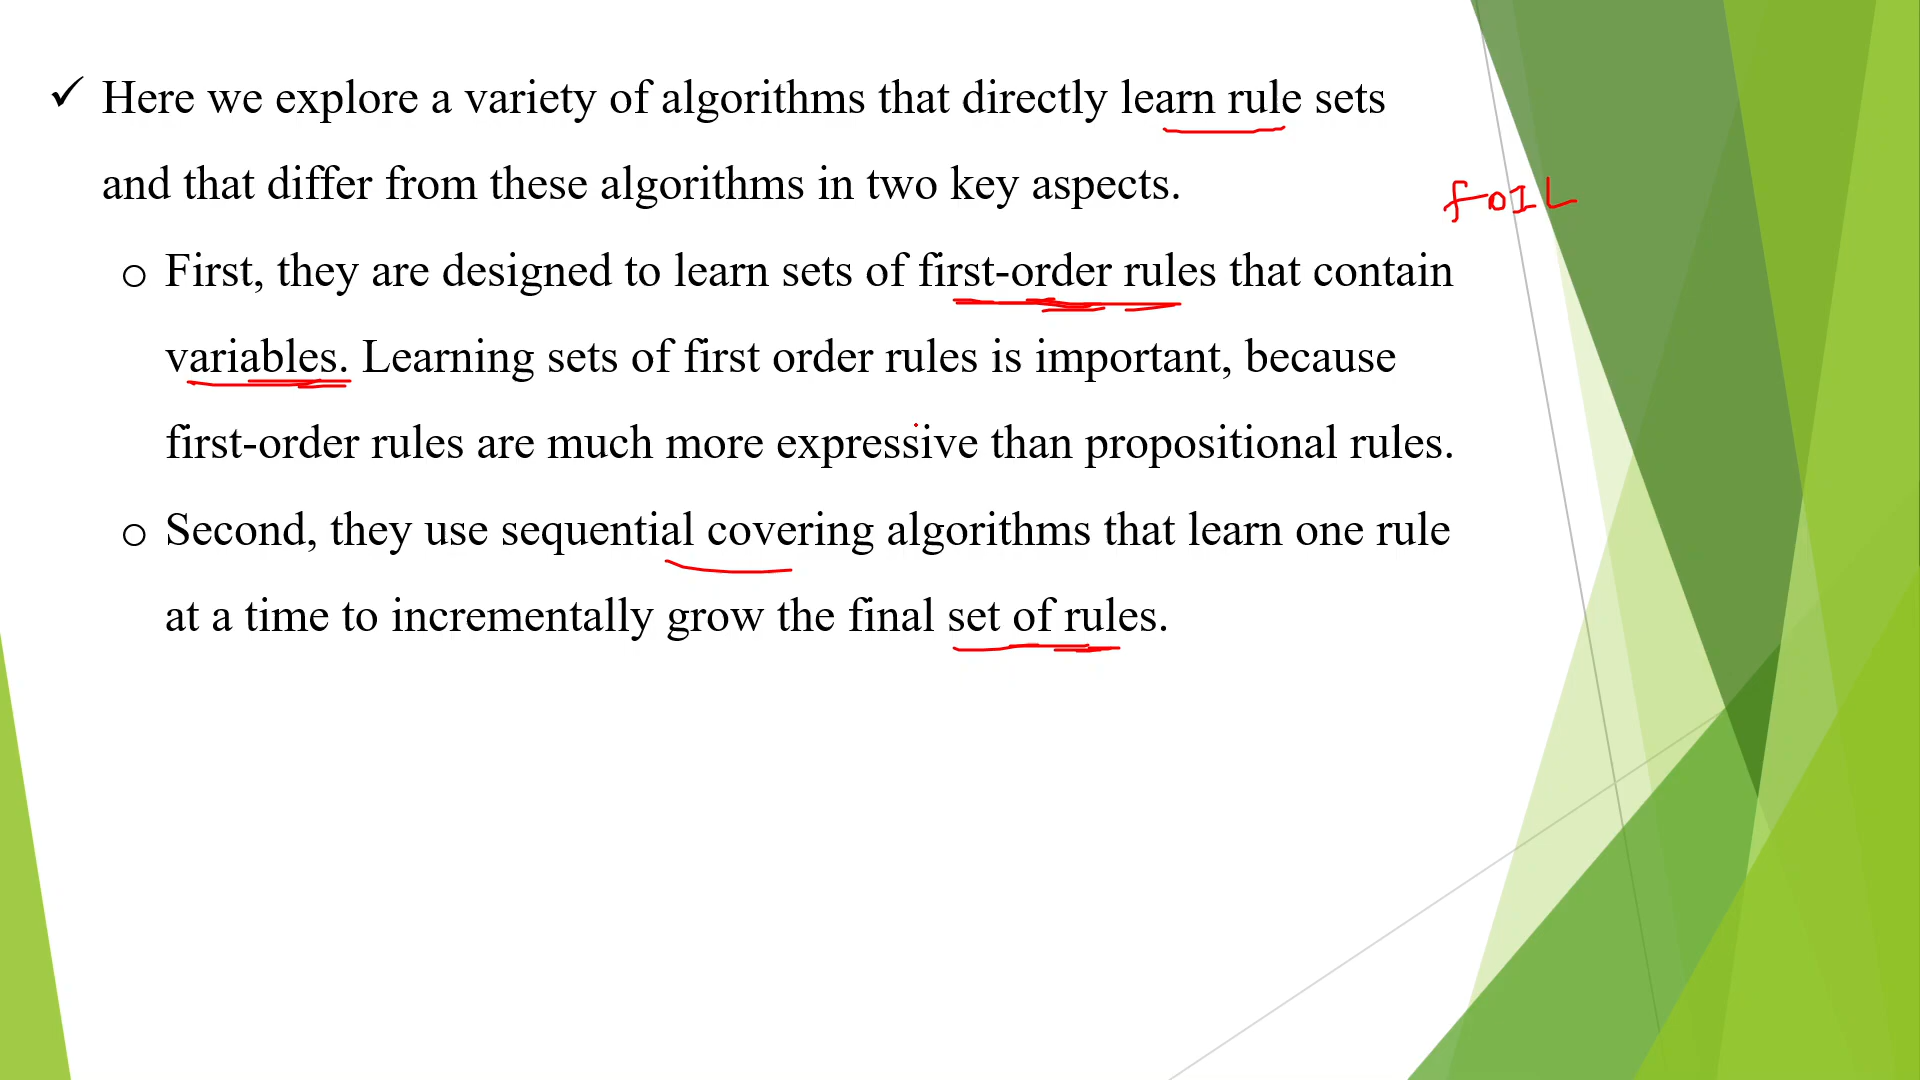 ✓ Here we explore a variety of algorithms that directly learn rule sets
and that differ from these algorithms in two key aspects.
FOIL
o First, they are designed to learn sets of first-order rules that contain
variables. Learning sets of first order rules is important, because
first-order rules are much more expressive than propositional rules.
o Second, they use sequential covering algorithms that learn one rule
at a time to incrementally grow the final set of rules.